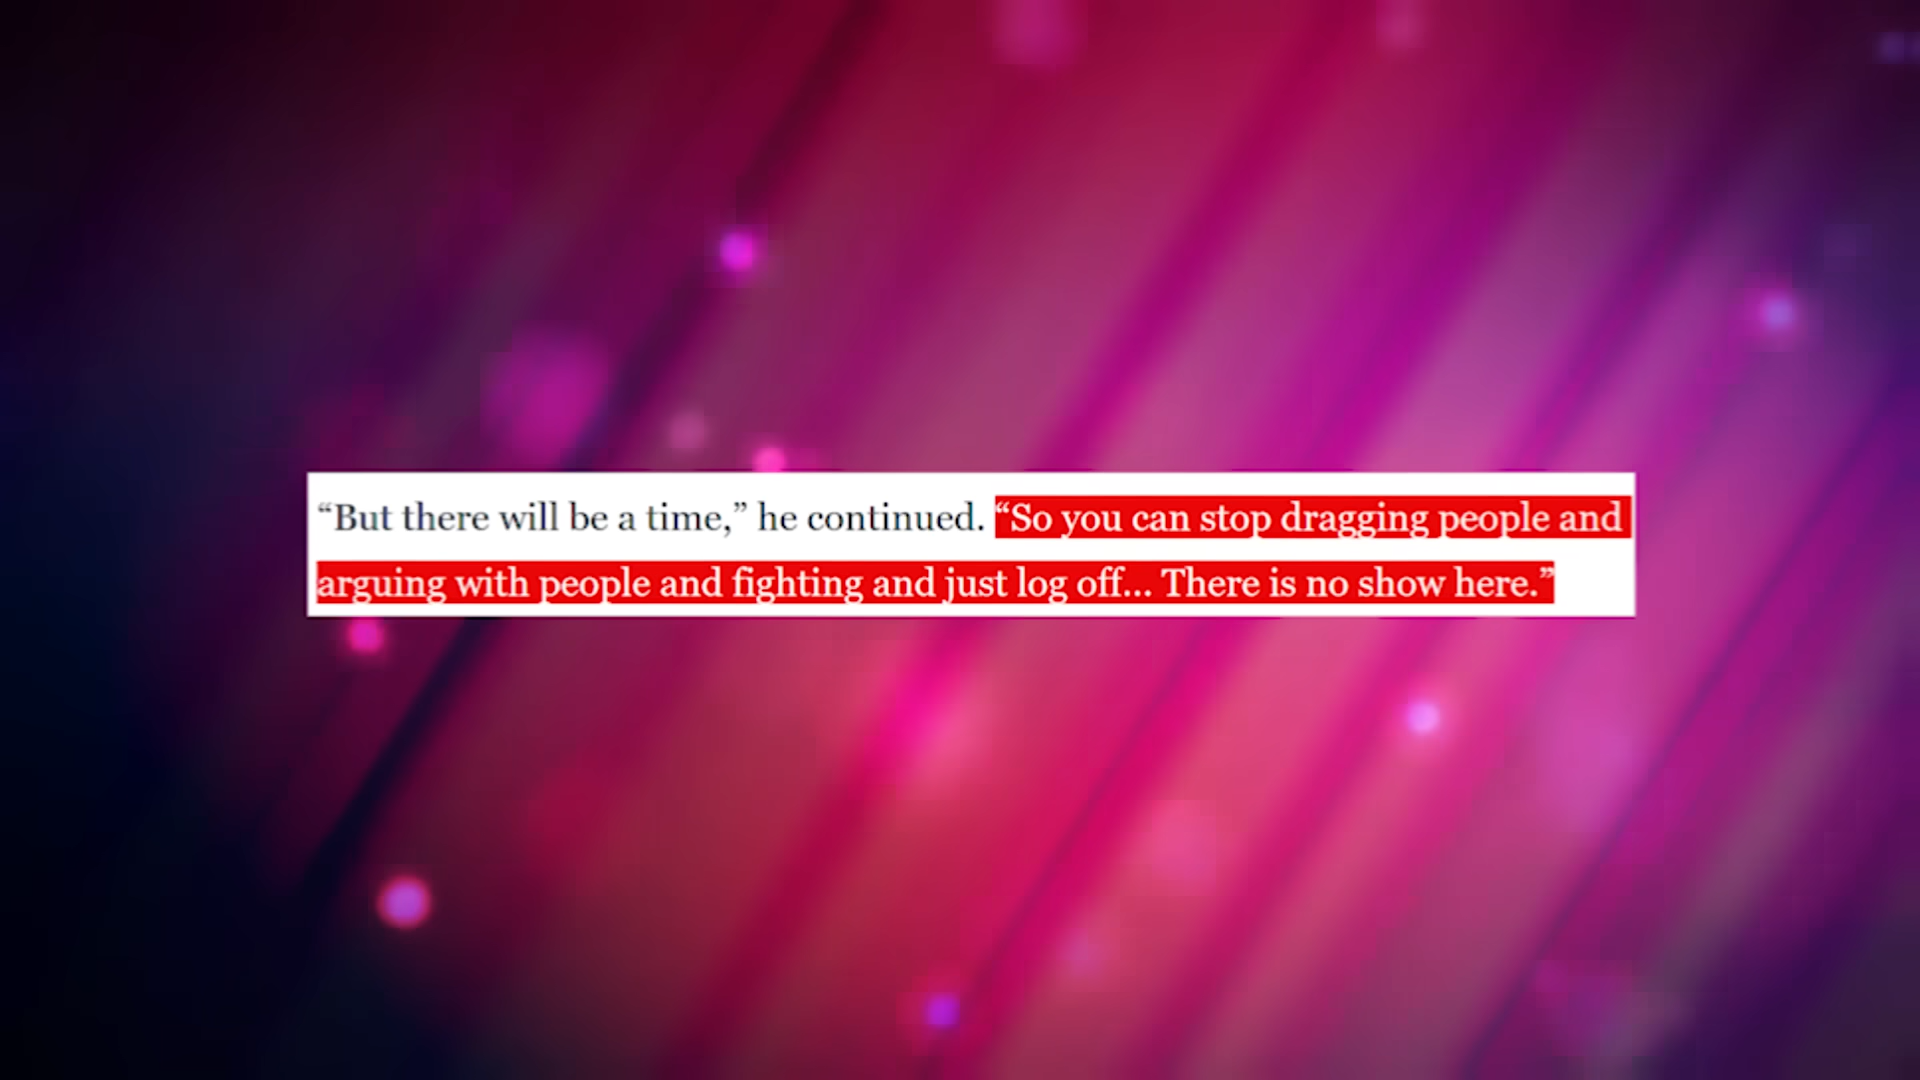 “But there will be a time,” he continued. “So you can stop dragging people and
arguing with people and fighting and just log off... There is no show here.”